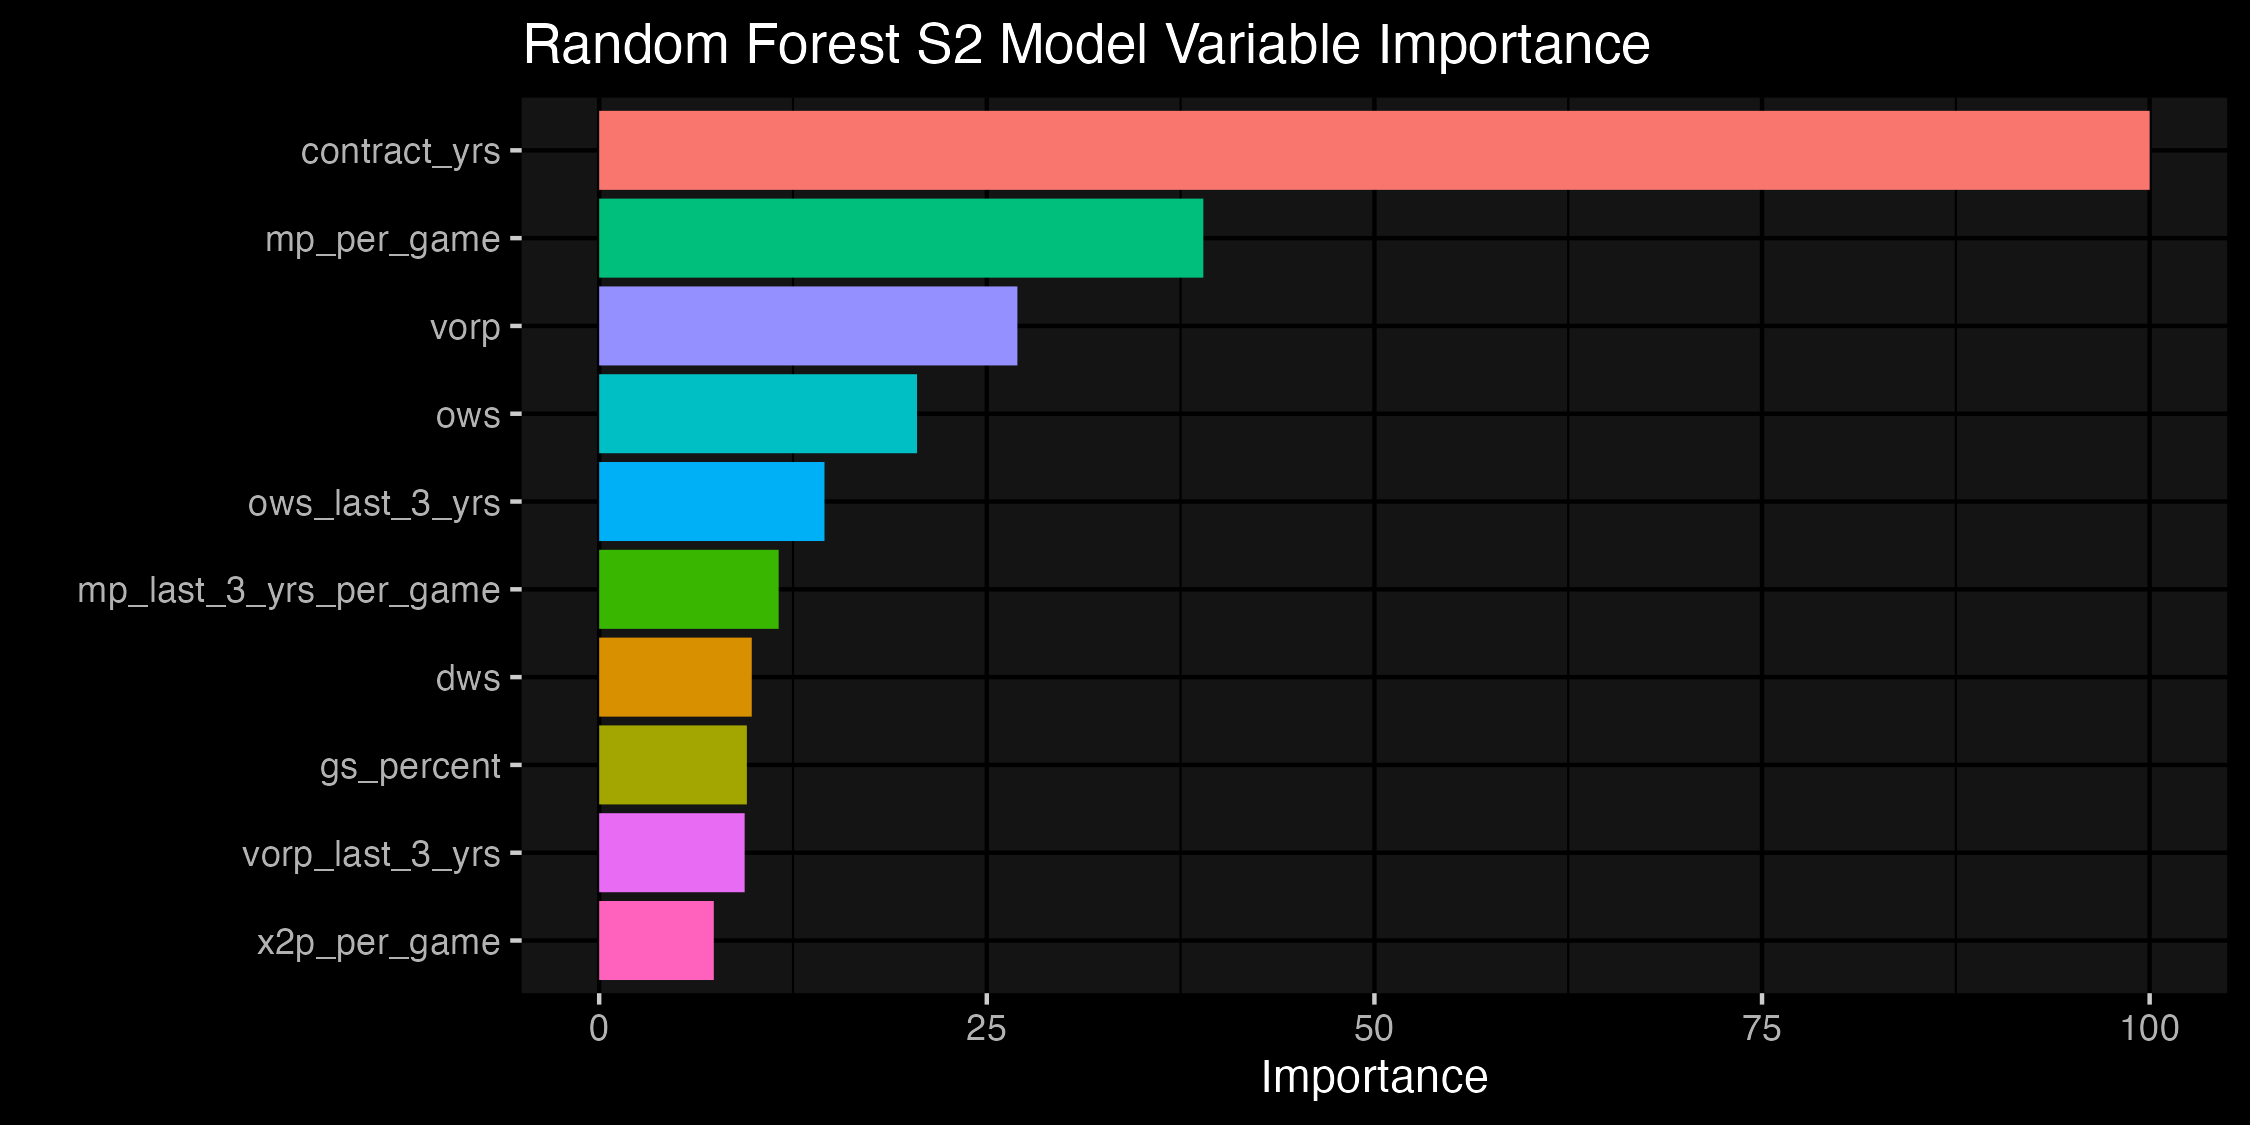 Random Forest S2 Model Variable Importance
contract_yrs
mp_per_game
vorp
ows
ows_last_3_yrs
mp_last_3_yrs_per_game
dws
gs_percent
vorp_last_3_yrs
x2p_per_game
0 25 50 75 100
Importance